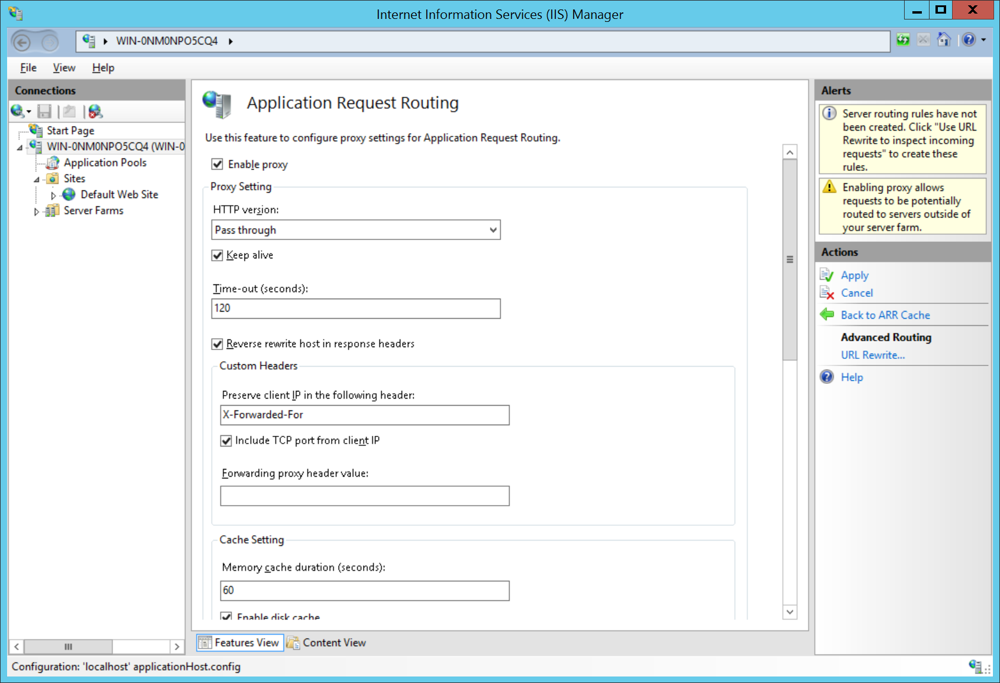 Internet Information Services (IIS) Manager
WIN-0NM0NPO5CQ4
File View Help
Connections
Start Page
WIN-0NM0NPO5CQ4 (WIN-0
Application Pools
Sites
Default Web Site
Server Farms
Application Request Routing
Use this feature to configure proxy settings for Application Request Routing.
Enable proxy
Proxy Setting
HTTP version:
Pass through
Keep alive
Time-out (seconds):
120
Reverse rewrite host in response headers
Custom Headers
Preserve client IP in the following header:
X-Forwarded-For
Include TCP port from client IP
Forwarding proxy header value:
Cache Setting
Memory cache duration (seconds):
60
Enable disk cache
Features View
Content View
Alerts
Server routing rules have not
been created. Click "Use URL
Rewrite to inspect incoming
requests" to create these
rules.
Enabling proxy allows
requests to be potentially
routed to servers outside of
your server farm.
Actions
Apply
Cancel
Back to ARR Cache
Advanced Routing
URL Rewrite...
Help
Configuration: 'localhost' applicationHost.config